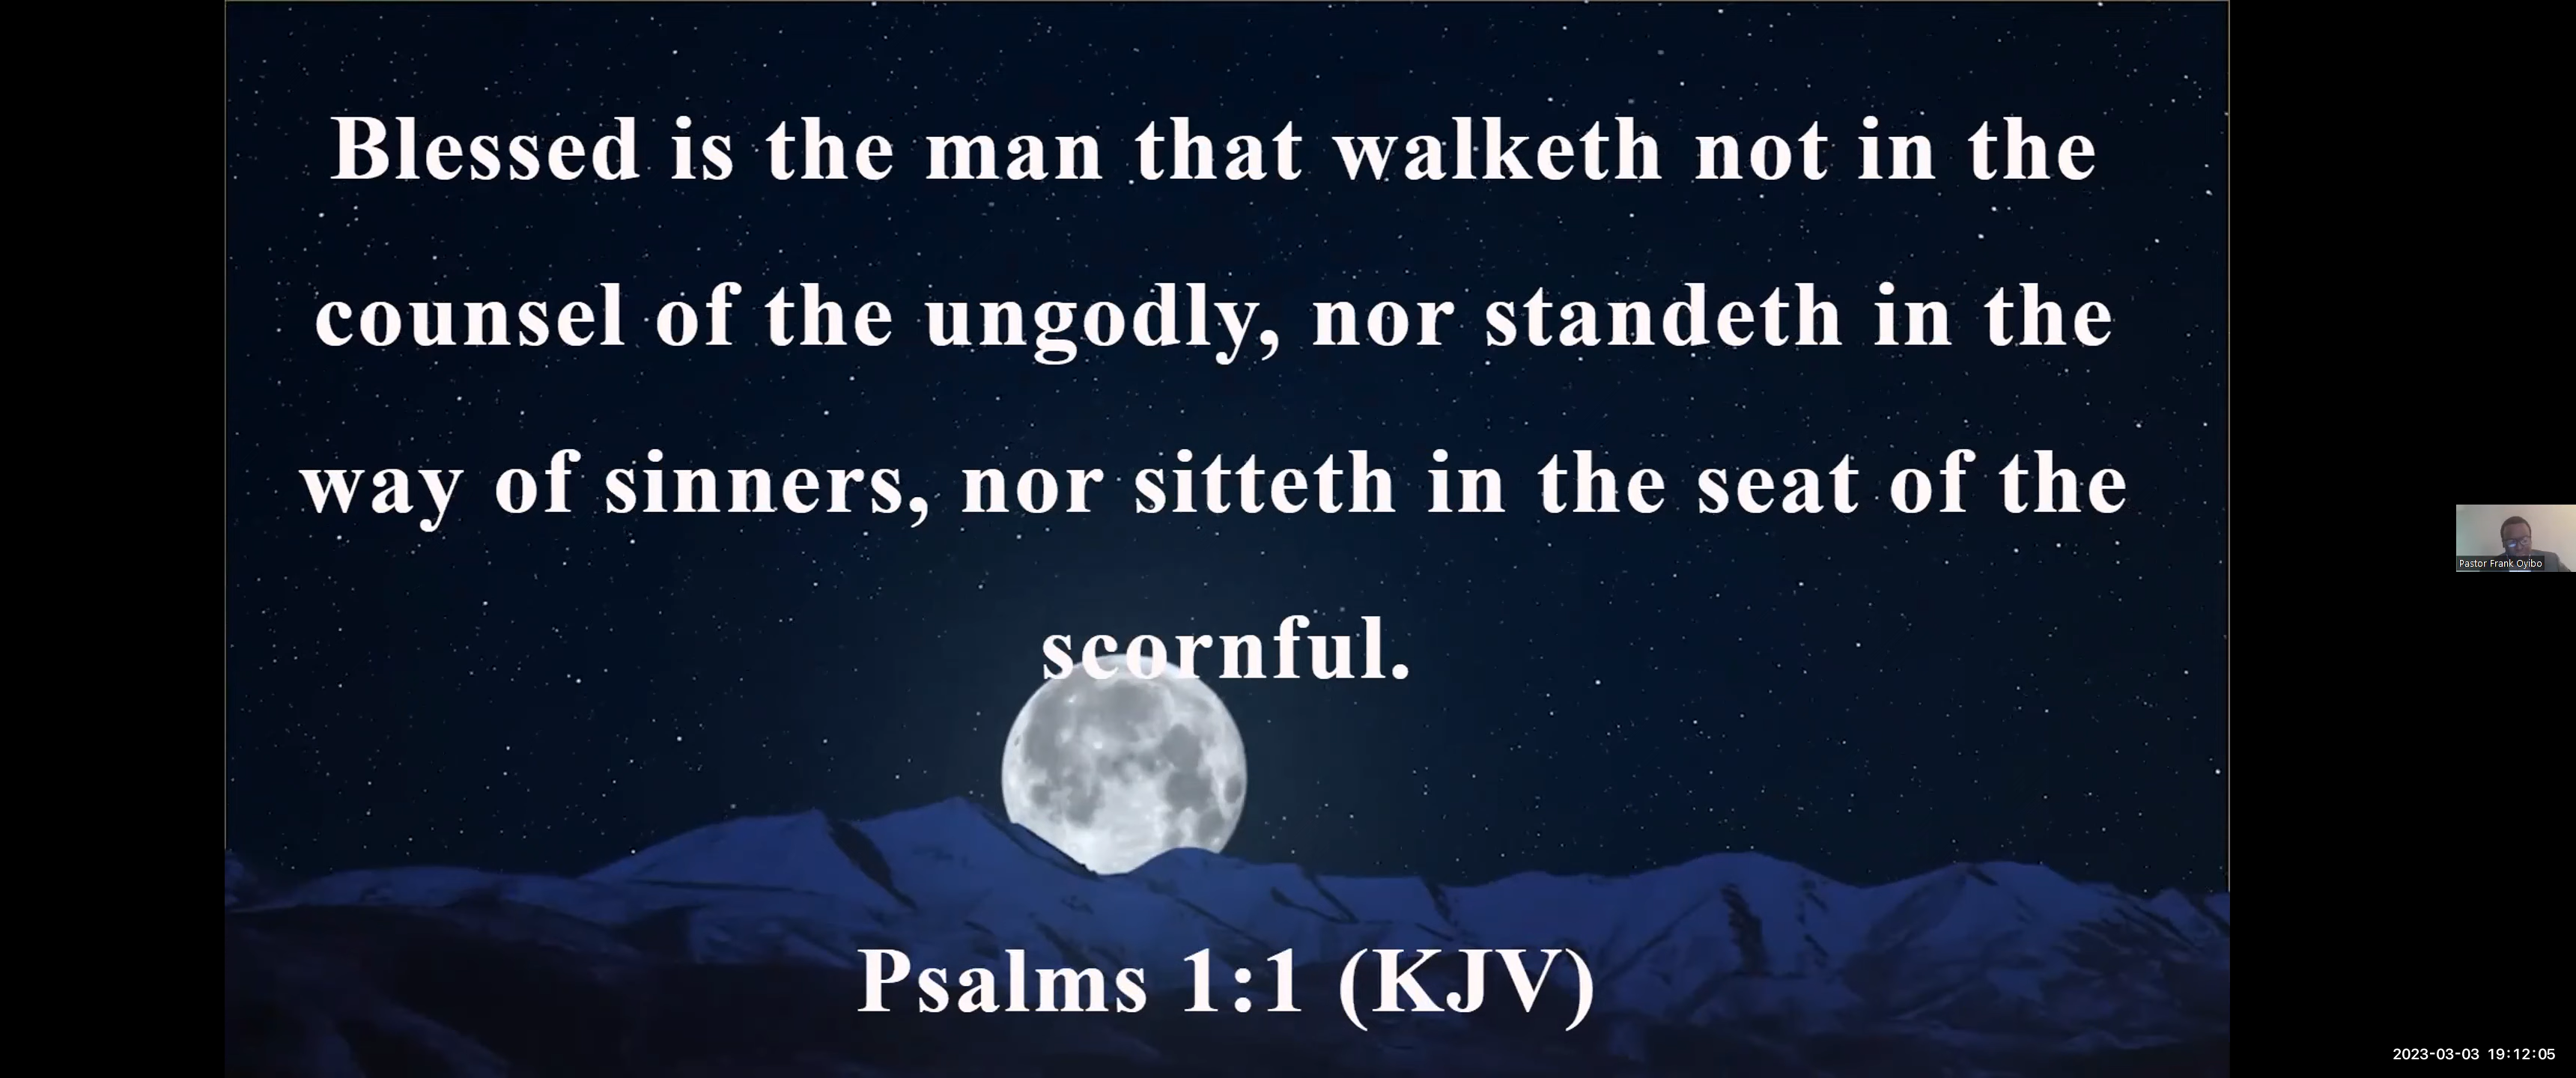 Blessed is the man that walketh not in the
counsel of the ungodly, nor standeth in the
way of sinners, nor sitteth in the seat of the
scornful.
Psalms 1:1 (KJV)
Pastor Frank Oyibo
2023-03-03 19:12:05